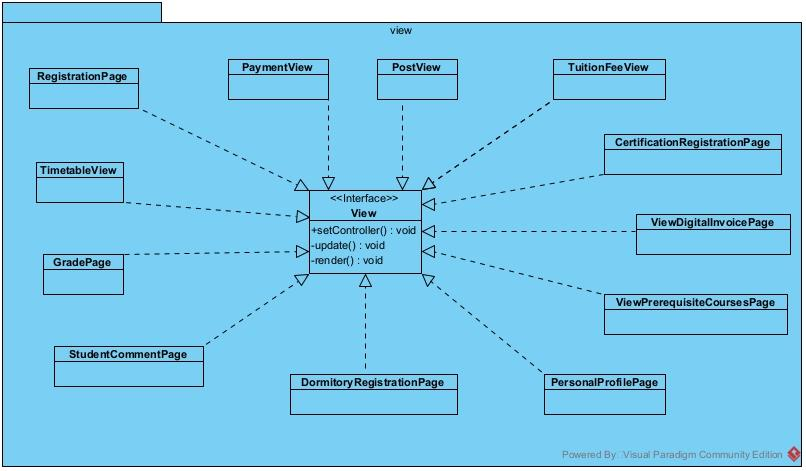 view
RegistrationPage
PaymentView
PostView
TuitionFeeView
CertificationRegistrationPage
TimetableView
<<Interface>>
View
+setController() : void
-update() : void
-render() : void
ViewDigitalInvoicePage
GradePage
ViewPrerequisiteCoursesPage
StudentCommentPage
DormitoryRegistrationPage
PersonalProfilePage
Powered By Visual Paradigm Community Edition